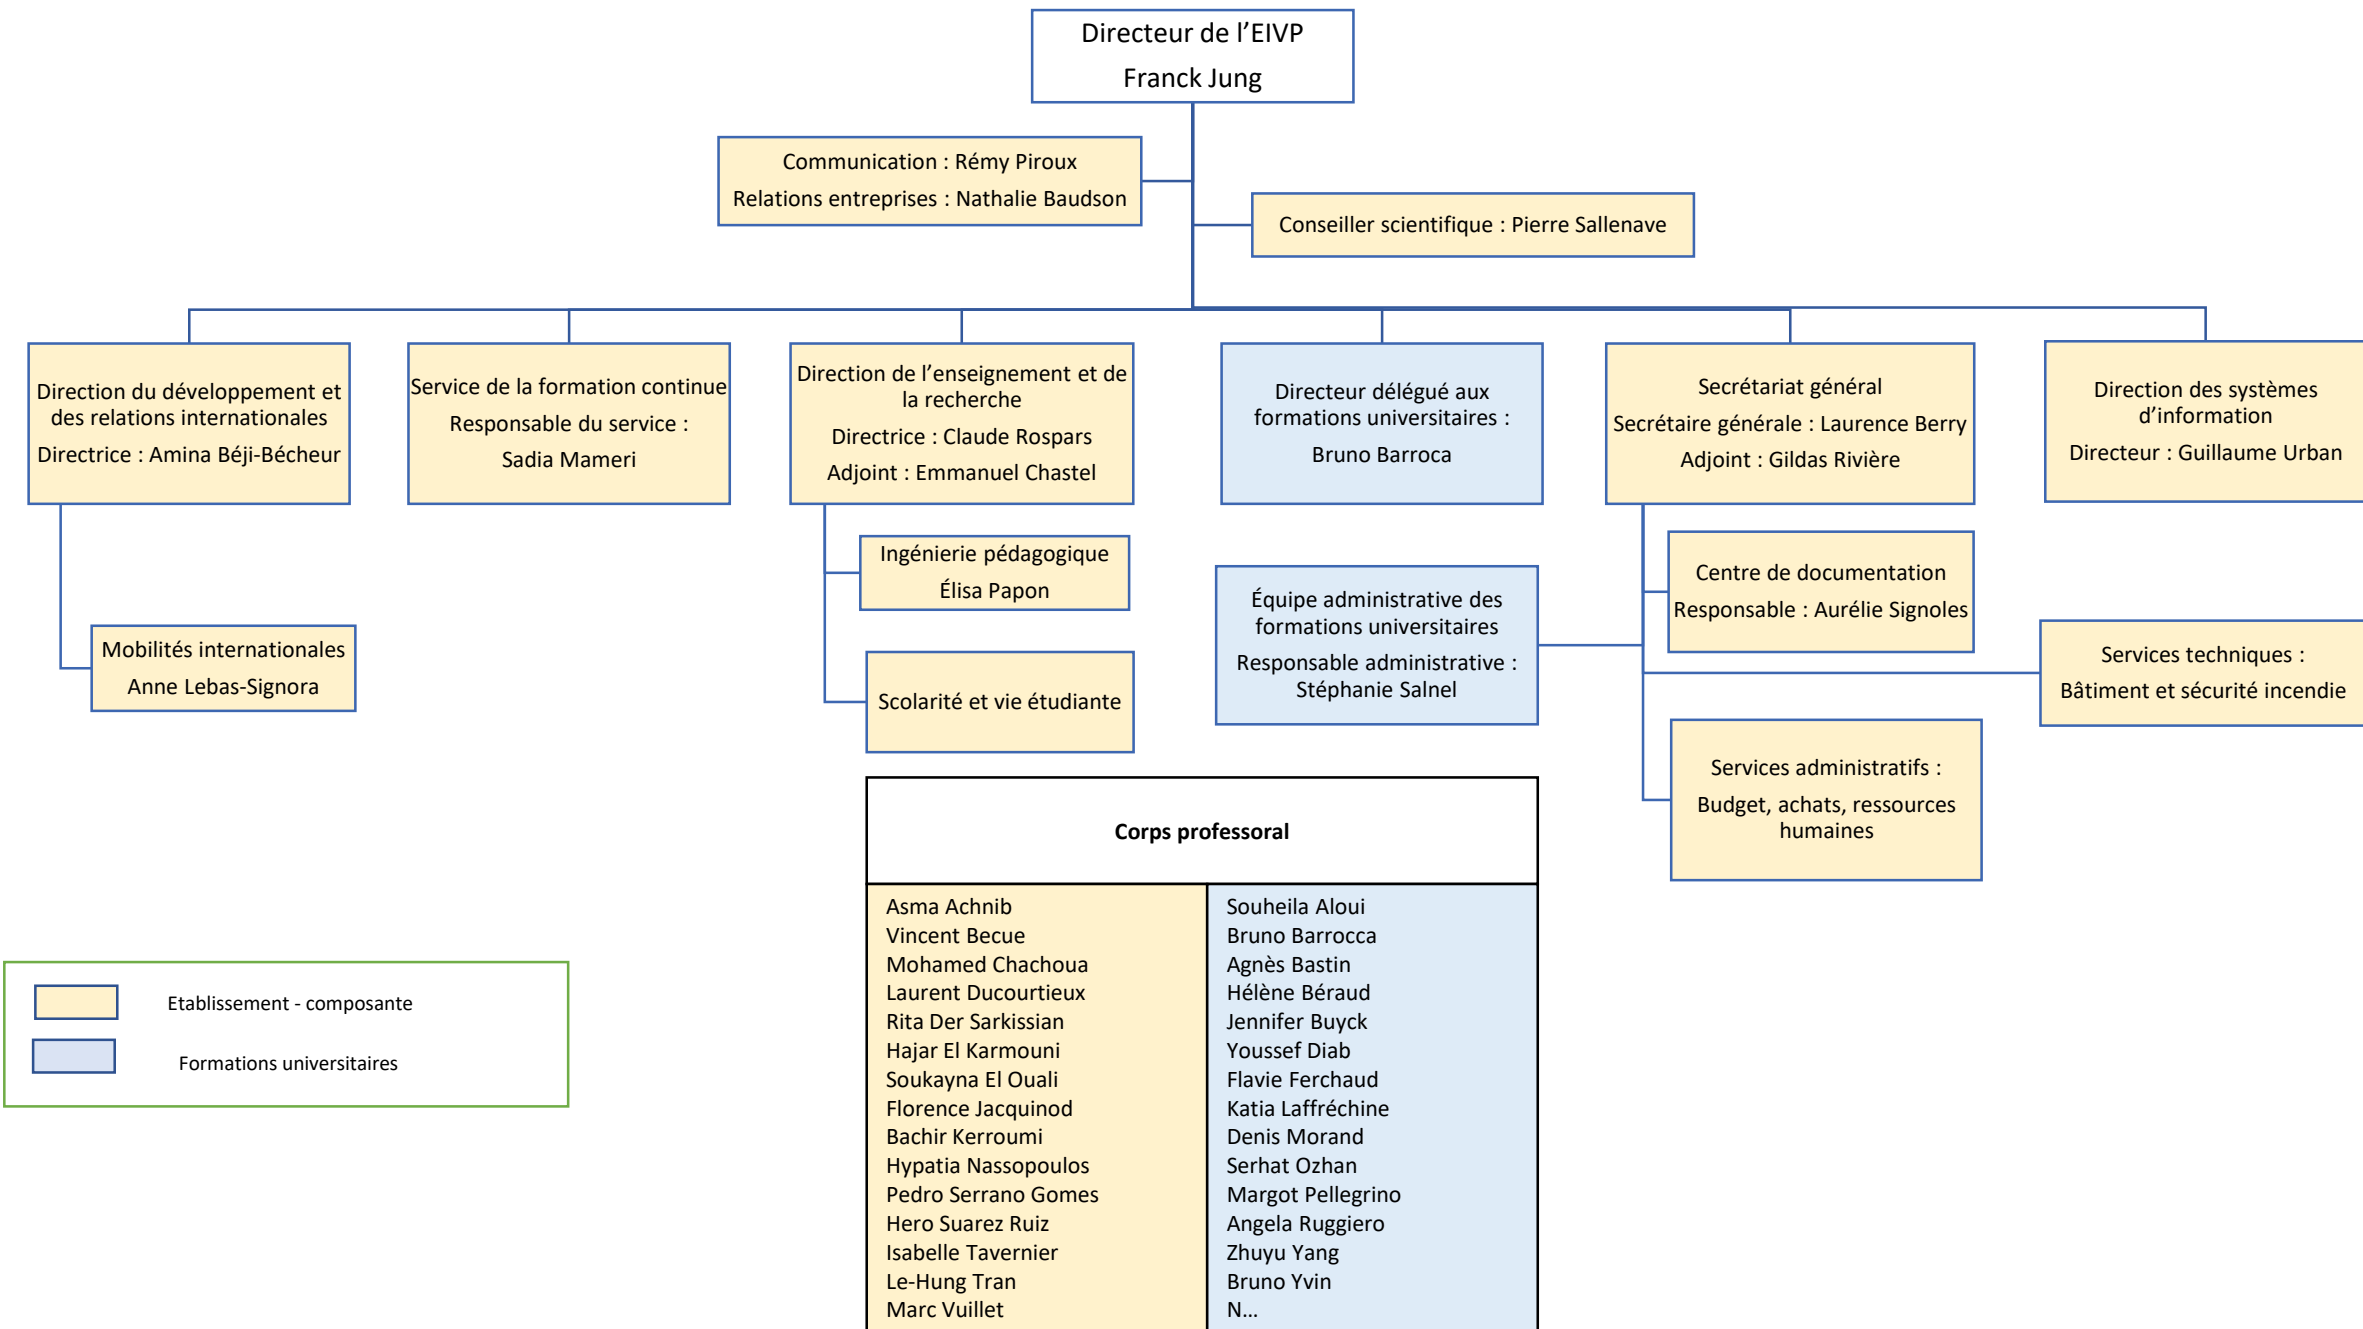 Directeur de l’EIVP
Franck Jung
Communication : Rémy Piroux
Relations entreprises : Nathalie Baudson
Conseiller scientifique : Pierre Sallenave
Direction du développement et
des relations internationales
Directrice : Amina Béji-Bécheur
Service de la formation continue
Responsable du service :
Sadia Mameri
Direction de l’enseignement et de
la recherche
Directrice : Claude Rospars
Adjoint : Emmanuel Chastel
Directeur délégué aux
formations universitaires :
Bruno Barroca
Secrétariat général
Secrétaire générale : Laurence Berry
Adjoint : Gildas Rivière
Direction des systèmes
d’information
Directeur : Guillaume Urban
Mobilités internationales
Anne Lebas-Signora
Ingénierie pédagogique
Élisa Papon
Scolarité et vie étudiante
Équipe administrative des
formations universitaires
Responsable administrative :
Stéphanie Salnel
Centre de documentation
Responsable : Aurélie Signoles
Services techniques :
Bâtiment et sécurité incendie
Services administratifs :
Budget, achats, ressources
humaines
Corps professoral
Asma Achnib
Vincent Becue
Mohamed Chachoua
Laurent Ducourtieux
Rita Der Sarkissian
Hajar El Karmouni
Soukayna El Ouali
Florence Jacquinod
Bachir Kerroumi
Hypatia Nassopoulos
Pedro Serrano Gomes
Hero Suarez Ruiz
Isabelle Tavernier
Le-Hung Tran
Marc Vuillet
Souheila Aloui
Bruno Barrocca
Agnès Bastin
Hélène Béraud
Jennifer Buyck
Youssef Diab
Flavie Ferchaud
Katia Laffréchine
Denis Morand
Serhat Ozhan
Margot Pellegrino
Angela Ruggiero
Zhuyu Yang
Bruno Yvin
N…
Etablissement - composante
Formations universitaires